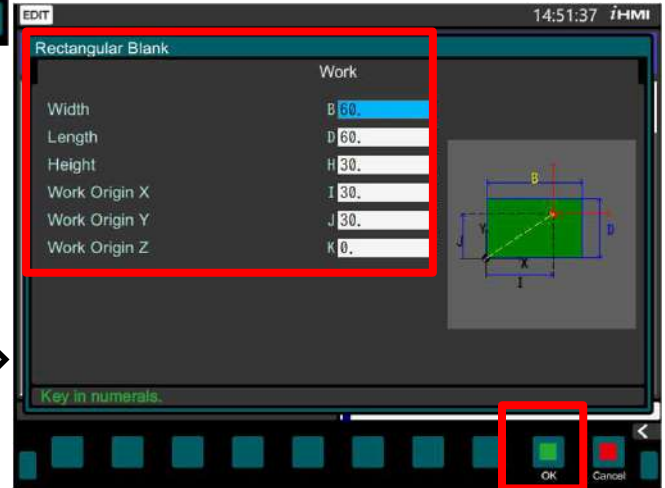 EDIT 14:51:37 iHMI
Rectangular Blank
Work
Width B 60.
Length D 60.
Height H 30.
Work Origin X I 30.
Work Origin Y J 30.
Work Origin Z K 0.
B
Y D
J
X
I
Key in numerals.
<
OK Cancel